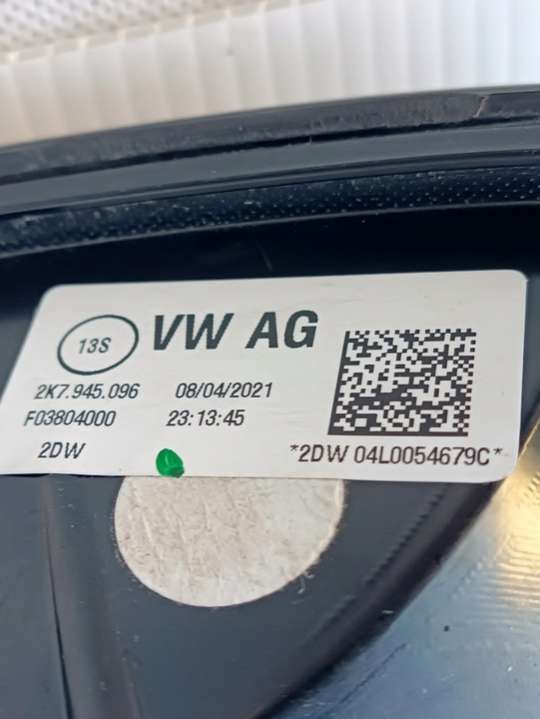 13S
VW AG
2K7.945.096 08/04/2021
F03804000 23:13:45
2DW
*2DW 04L0054679C*